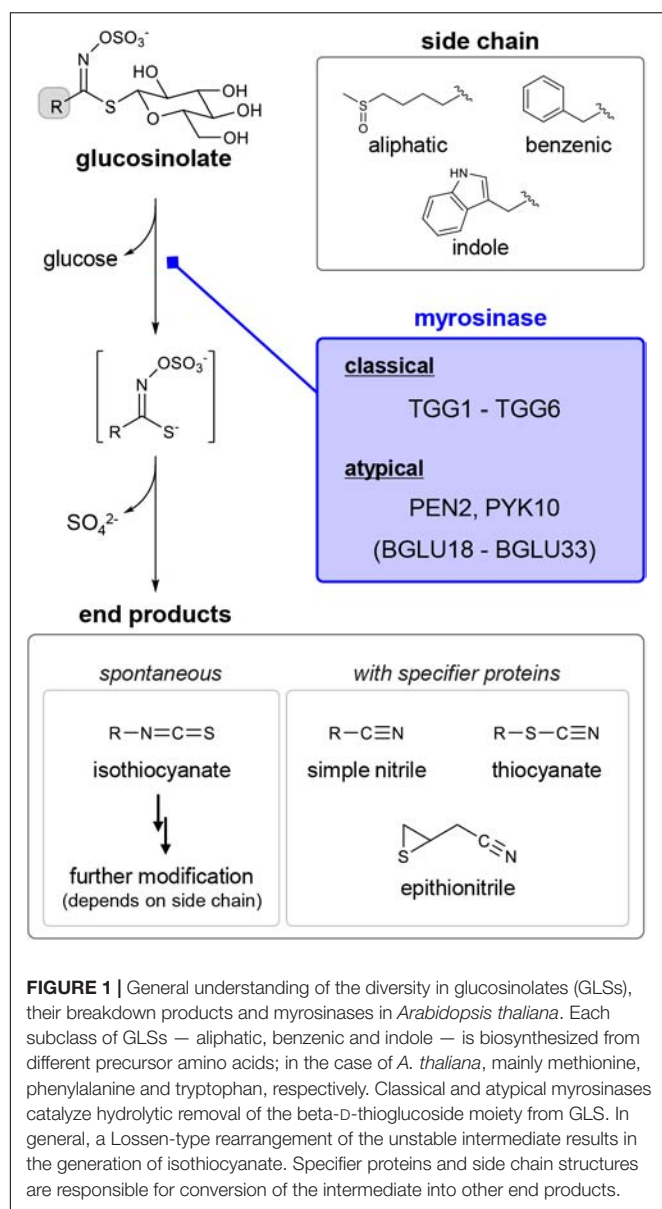 OSO₃⁻
N
R
S
HO
O
OH
OH
OH
glucosinolate
side chain
S
O
aliphatic
benzenic
HN
indole
glucose
myrosinase
classical
TGG1 - TGG6
atypical
PEN2, PYK10
(BGLU18 - BGLU33)
OSO₃⁻
N
R
S⁻
SO₄²⁻
end products
spontaneous
R–N=C=S
isothiocyanate
further modification
(depends on side chain)
with specifier proteins
R–C≡N
simple nitrile
R–S–C≡N
thiocyanate
S
C≡N
epithionitrile
FIGURE 1 | General understanding of the diversity in glucosinolates (GLSs),
their breakdown products and myrosinases in Arabidopsis thaliana. Each
subclass of GLSs — aliphatic, benzenic and indole — is biosynthesized from
different precursor amino acids; in the case of A. thaliana, mainly methionine,
phenylalanine and tryptophan, respectively. Classical and atypical myrosinases
catalyze hydrolytic removal of the beta-D-thioglucoside moiety from GLS. In
general, a Lossen-type rearrangement of the unstable intermediate results in
the generation of isothiocyanate. Specifier proteins and side chain structures
are responsible for conversion of the intermediate into other end products.